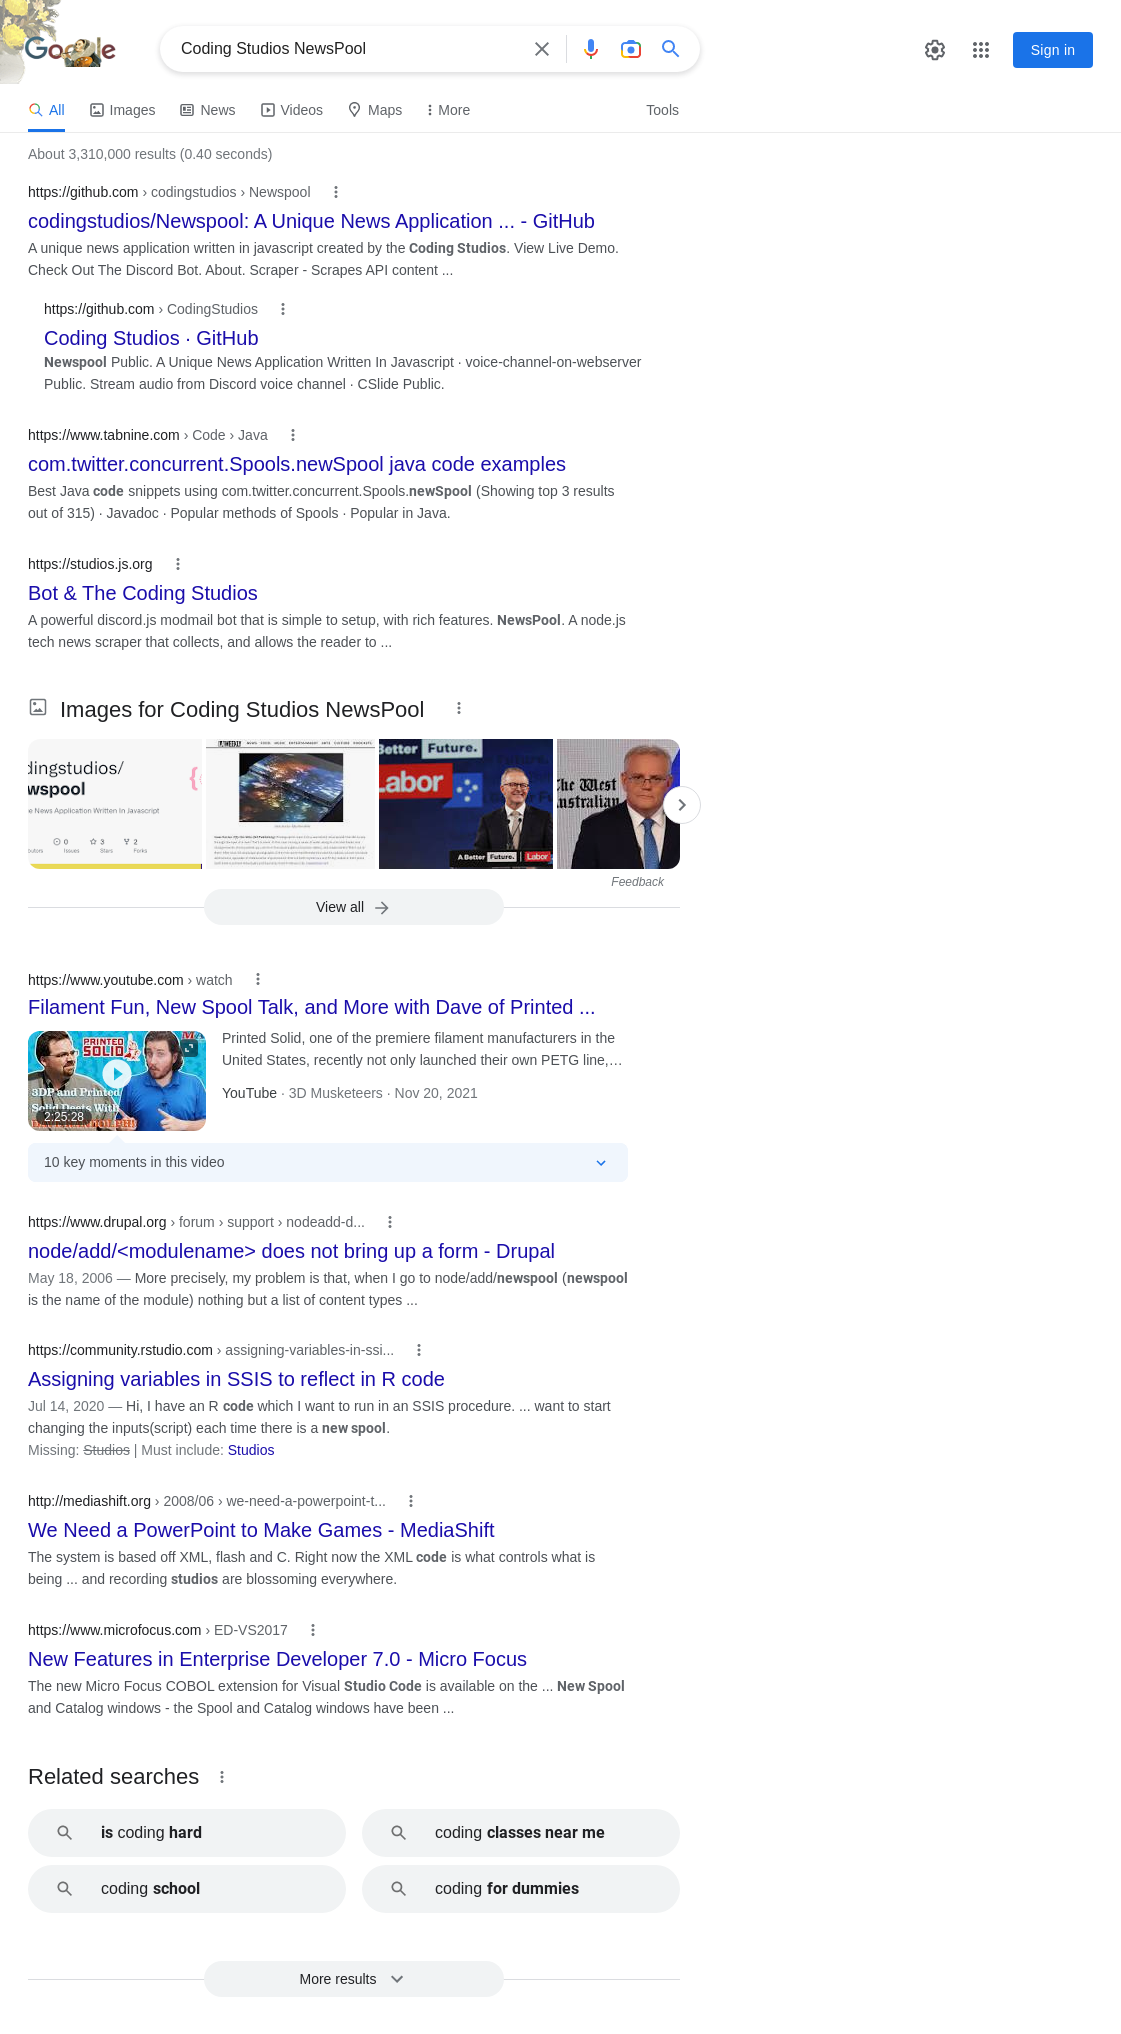 Google
Coding Studios NewsPool
Sign in
All
Images
News
Videos
Maps
More
Tools
About 3,310,000 results (0.40 seconds)
https://github.com › codingstudios › Newspool
codingstudios/Newspool: A Unique News Application ... - GitHub
A unique news application written in javascript created by the Coding Studios. View Live Demo.
Check Out The Discord Bot. About. Scraper - Scrapes API content ...
https://github.com › CodingStudios
Coding Studios · GitHub
Newspool Public. A Unique News Application Written In Javascript · voice-channel-on-webserver
Public. Stream audio from Discord voice channel · CSlide Public.
https://www.tabnine.com › Code › Java
com.twitter.concurrent.Spools.newSpool java code examples
Best Java code snippets using com.twitter.concurrent.Spools.newSpool (Showing top 3 results
out of 315) · Javadoc · Popular methods of Spools · Popular in Java.
https://studios.js.org
Bot & The Coding Studios
A powerful discord.js modmail bot that is simple to setup, with rich features. NewsPool. A node.js
tech news scraper that collects, and allows the reader to ...
Images for Coding Studios NewsPool
dingstudios/
wspool
e News Application Written In Javascript
0
3
2
Issues
Stars
Forks
Better Future.
Labor
A Better Future. Labor
The West
Australian
Feedback
View all
https://www.youtube.com › watch
Filament Fun, New Spool Talk, and More with Dave of Printed ...
PRINTED
SOLID
3DP and Printed
Solid Deets With
2:25:28
Printed Solid, one of the premiere filament manufacturers in the
United States, recently not only launched their own PETG line,…
YouTube · 3D Musketeers · Nov 20, 2021
10 key moments in this video
https://www.drupal.org › forum › support › nodeadd-d...
node/add/<modulename> does not bring up a form - Drupal
May 18, 2006 — More precisely, my problem is that, when I go to node/add/newspool (newspool
is the name of the module) nothing but a list of content types ...
https://community.rstudio.com › assigning-variables-in-ssi...
Assigning variables in SSIS to reflect in R code
Jul 14, 2020 — Hi, I have an R code which I want to run in an SSIS procedure. ... want to start
changing the inputs(script) each time there is a new spool.
Missing: Studios | Must include: Studios
http://mediashift.org › 2008/06 › we-need-a-powerpoint-t...
We Need a PowerPoint to Make Games - MediaShift
The system is based off XML, flash and C. Right now the XML code is what controls what is
being ... and recording studios are blossoming everywhere.
https://www.microfocus.com › ED-VS2017
New Features in Enterprise Developer 7.0 - Micro Focus
The new Micro Focus COBOL extension for Visual Studio Code is available on the ... New Spool
and Catalog windows - the Spool and Catalog windows have been ...
Related searches
is coding hard
coding classes near me
coding school
coding for dummies
More results